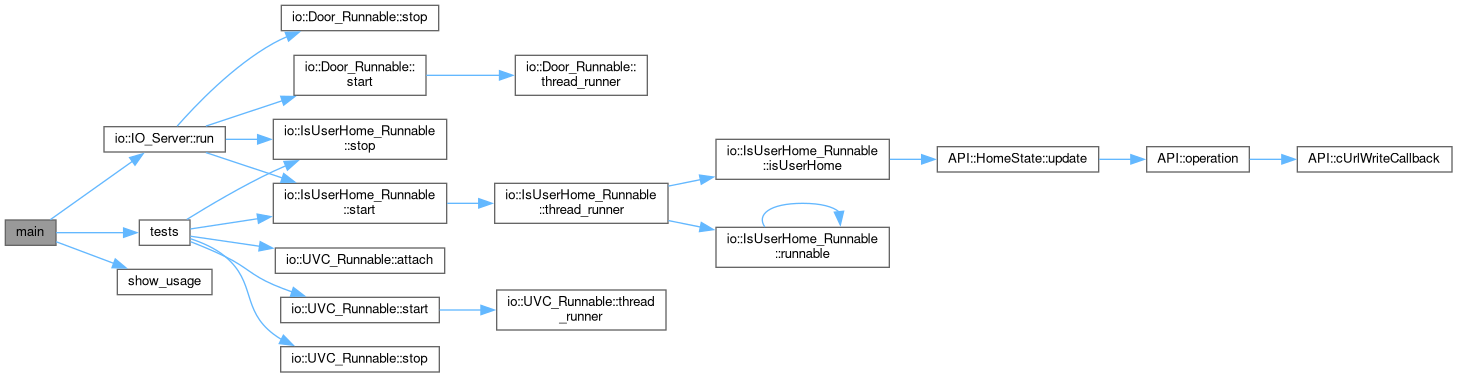 io::Door_Runnable::stop
io::Door_Runnable::
start
io::Door_Runnable::
thread_runner
io::IO_Server::run
io::IsUserHome_Runnable
::stop
io::IsUserHome_Runnable
::isUserHome
API::HomeState::update
API::operation
API::cUrlWriteCallback
io::IsUserHome_Runnable
::start
io::IsUserHome_Runnable
::thread_runner
main
tests
io::IsUserHome_Runnable
::runnable
io::UVC_Runnable::attach
show_usage
io::UVC_Runnable::start
io::UVC_Runnable::thread
_runner
io::UVC_Runnable::stop